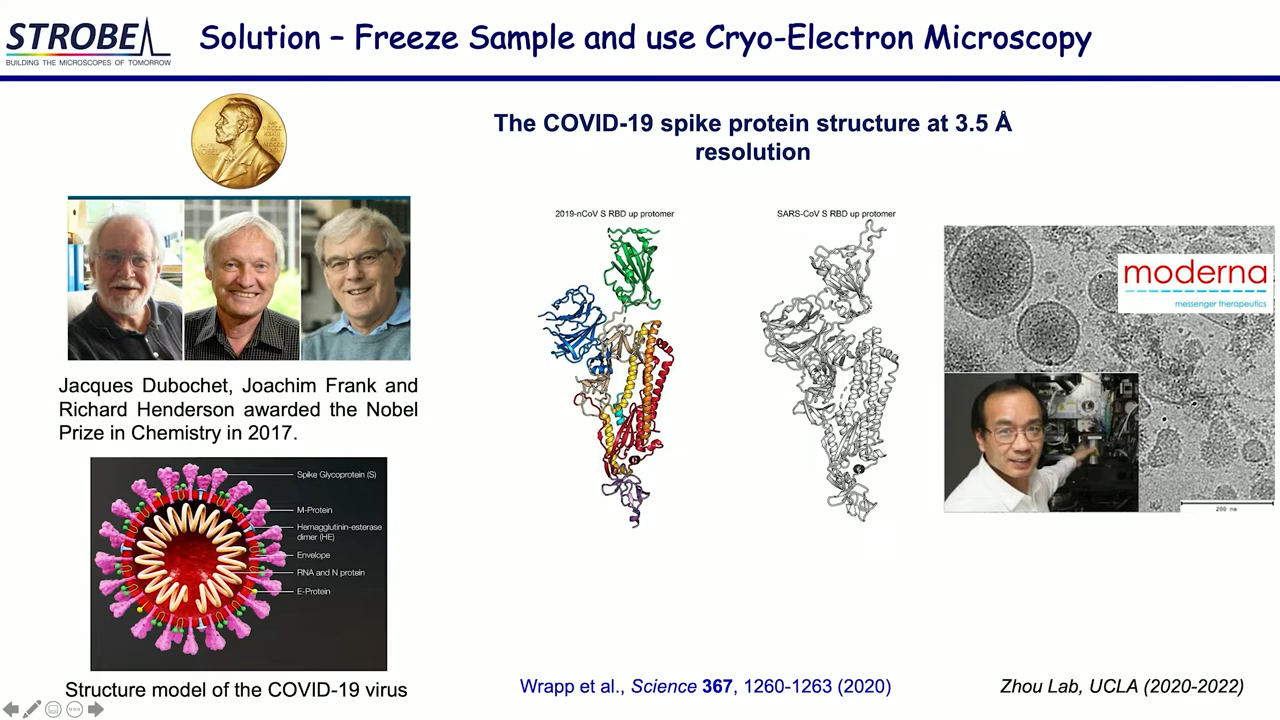 STROBE
BUILDING THE MICROSCOPES OF TOMORROW
Solution – Freeze Sample and use Cryo-Electron Microscopy
The COVID-19 spike protein structure at 3.5 Å
resolution
Jacques Dubochet, Joachim Frank and
Richard Henderson awarded the Nobel
Prize in Chemistry in 2017.
Spike Glycoprotein (S)
M-Protein
Hemagglutinin-esterase
dimer (HE)
Envelope
RNA and N protein
E-Protein
Structure model of the COVID-19 virus
2019-nCoV S RBD up protomer
SARS-CoV S RBD up protomer
Wrapp et al., Science 367, 1260-1263 (2020)
moderna
messenger therapeutics
200 nm
Zhou Lab, UCLA (2020-2022)